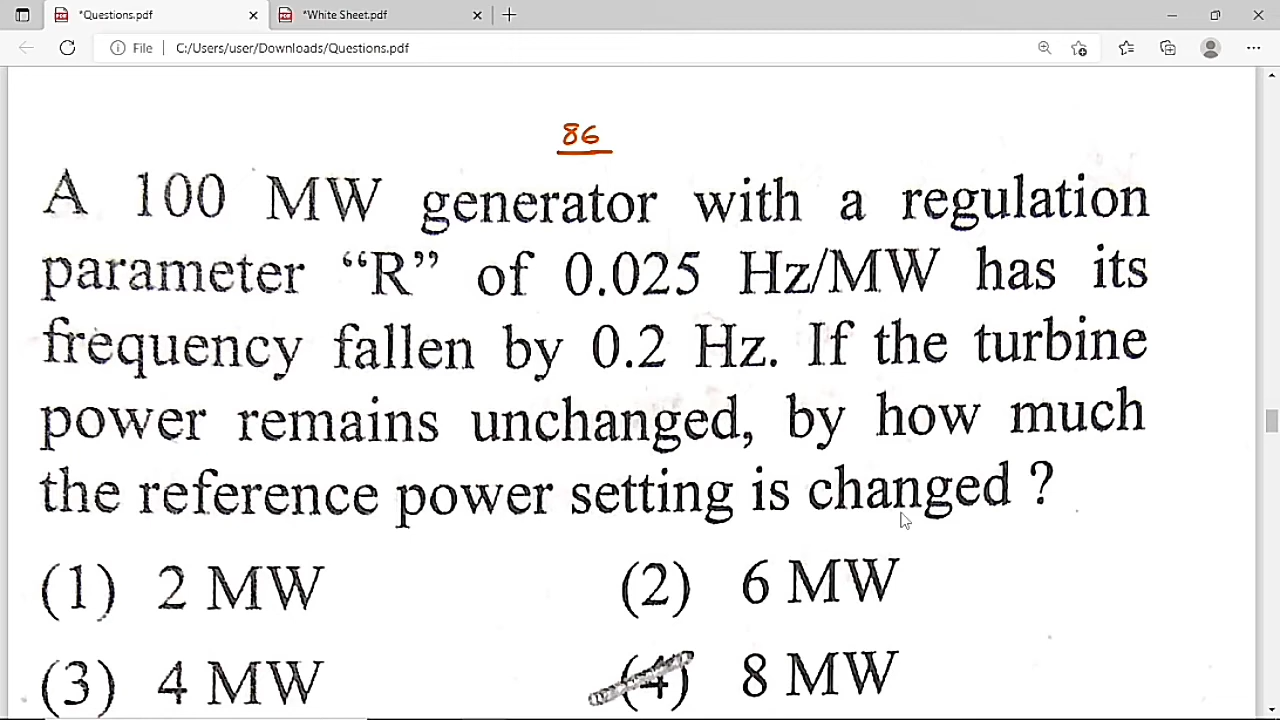 *Questions.pdf
*White Sheet.pdf
File
C:/Users/user/Downloads/Questions.pdf
86
A 100 MW generator with a regulation
parameter “R” of 0.025 Hz/MW has its
frequency fallen by 0.2 Hz. If the turbine
power remains unchanged, by how much
the reference power setting is changed ?
(1) 2 MW
(2) 6 MW
(3) 4 MW
(4) 8 MW